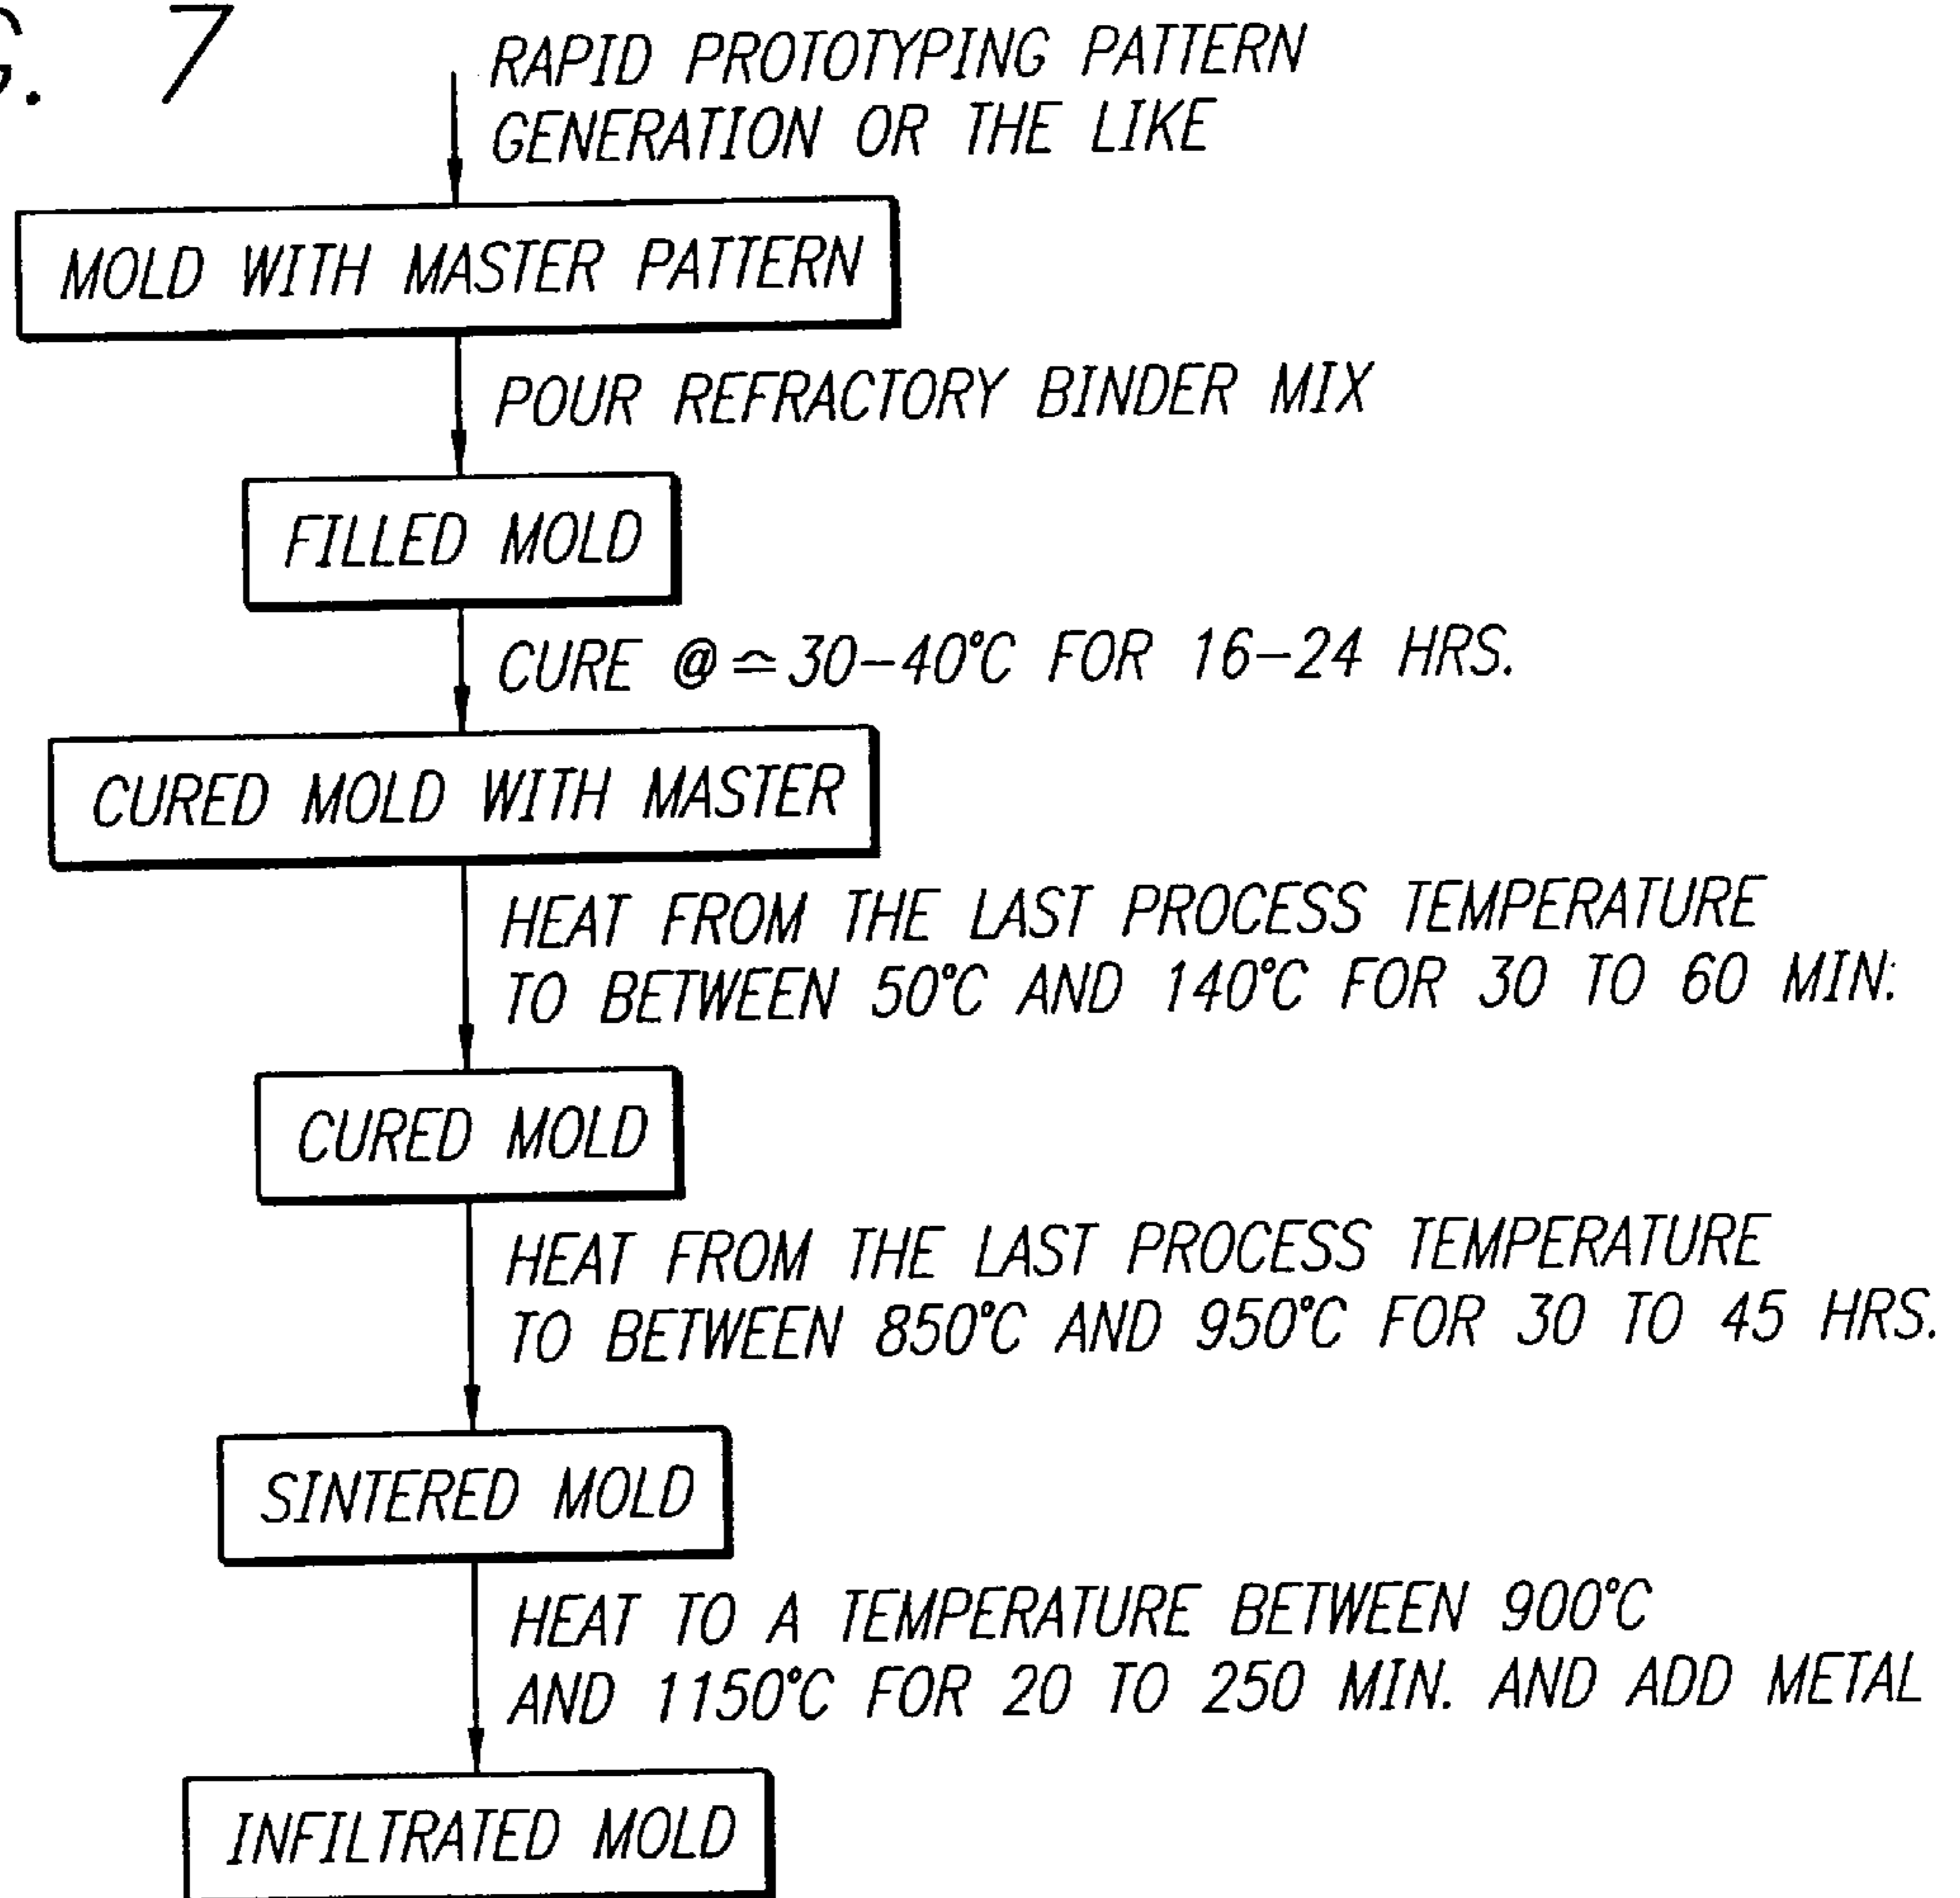 G. 7
RAPID PROTOTYPING PATTERN
GENERATION OR THE LIKE
MOLD WITH MASTER PATTERN
POUR REFRACTORY BINDER MIX
FILLED MOLD
CURE @ ≏ 30-40°C FOR 16-24 HRS.
CURED MOLD WITH MASTER
HEAT FROM THE LAST PROCESS TEMPERATURE
TO BETWEEN 50°C AND 140°C FOR 30 TO 60 MIN.
CURED MOLD
HEAT FROM THE LAST PROCESS TEMPERATURE
TO BETWEEN 850°C AND 950°C FOR 30 TO 45 HRS.
SINTERED MOLD
HEAT TO A TEMPERATURE BETWEEN 900°C
AND 1150°C FOR 20 TO 250 MIN. AND ADD METAL
INFILTRATED MOLD